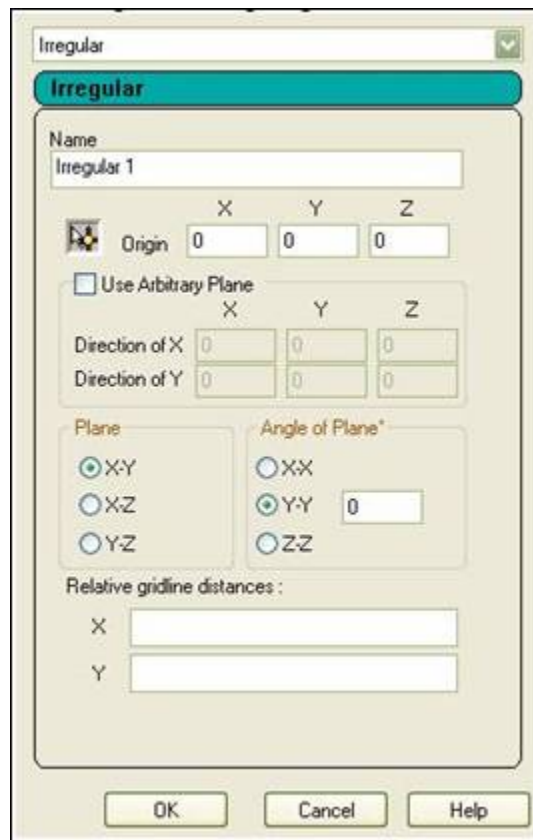 Irregular
Irregular
Name
Irregular 1
X Y Z
Origin 0 0 0
Use Arbitrary Plane
X Y Z
Direction of X 0 0 0
Direction of Y 0 0 0
Plane Angle of Plane*
X-Y X-X
X-Z Y-Y 0
Y-Z Z-Z
Relative gridline distances :
X
Y
OK Cancel Help